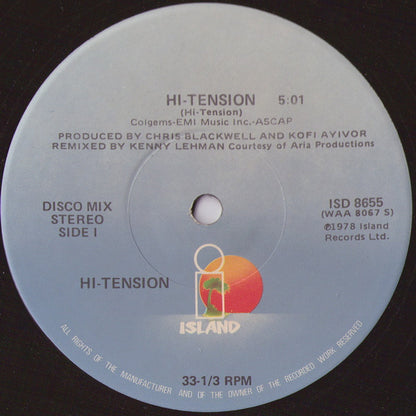 HI-TENSION 5:01
(Hi-Tension)
Colgems-EMI Music Inc.-ASCAP
PRODUCED BY CHRIS BLACKWELL AND KOFI AYIVOR
REMIXED BY KENNY LEHMAN Courtesy of Aria Productions
DISCO MIX
STEREO
SIDE I
ISD 8655
(WAA 8067 S)
℗1978 Island
Records Ltd.
HI-TENSION
ISLAND
33-1/3 RPM
ALL RIGHTS OF THE MANUFACTURER AND OF THE OWNER OF THE RECORDED WORK RESERVED